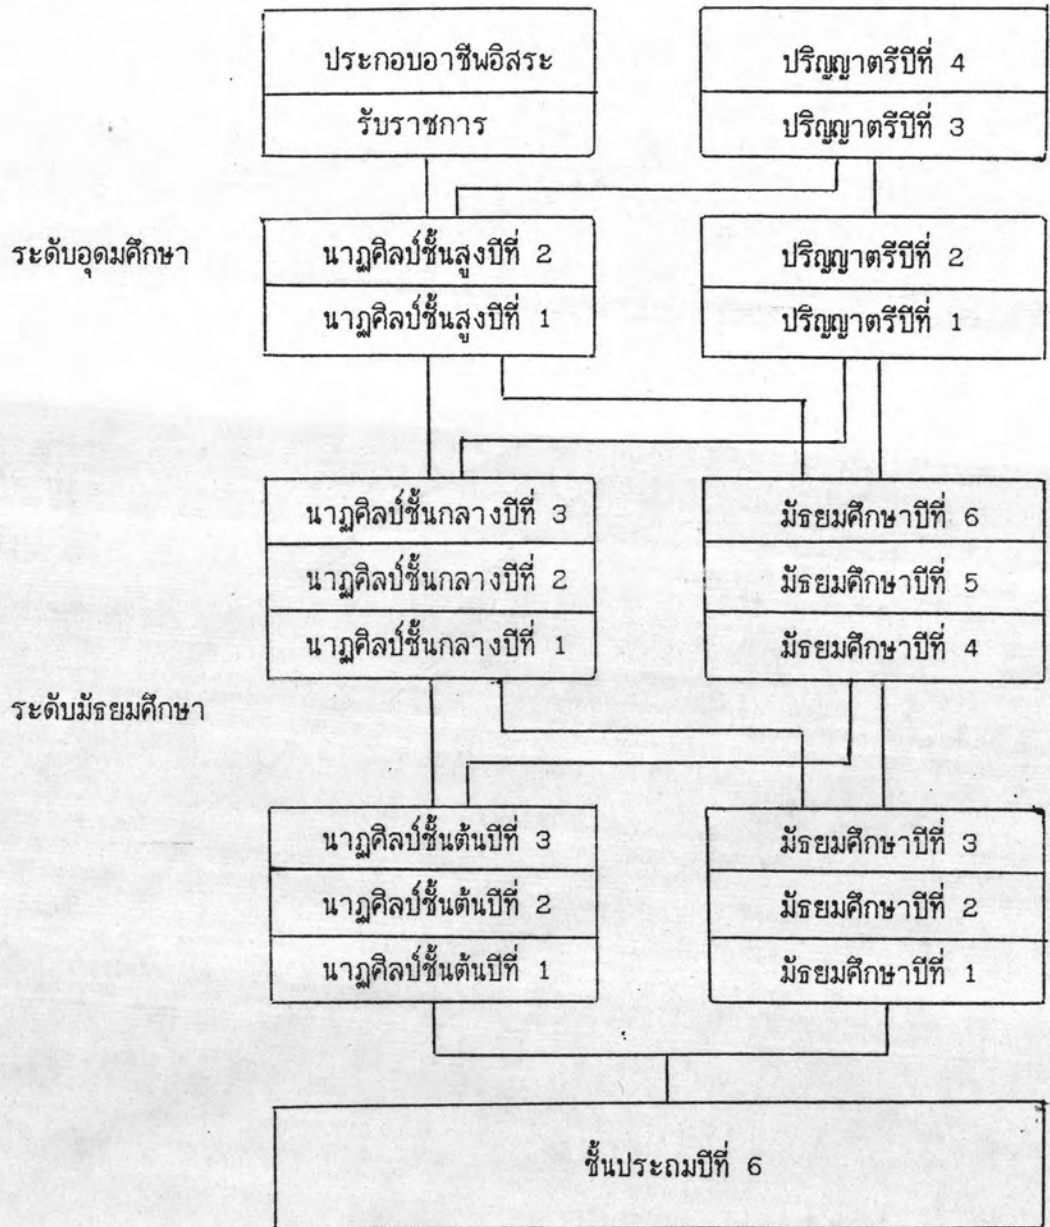 ประกอบอาชีพอิสระ
ปริญญาตรีปีที่ 4
รับราชการ
ปริญญาตรีปีที่ 3
ระดับอุดมศึกษา
นาฏศิลป์ชั้นสูงปีที่ 2
ปริญญาตรีปีที่ 2
นาฏศิลป์ชั้นสูงปีที่ 1
ปริญญาตรีปีที่ 1
นาฏศิลป์ชั้นกลางปีที่ 3
มัธยมศึกษาปีที่ 6
นาฏศิลป์ชั้นกลางปีที่ 2
มัธยมศึกษาปีที่ 5
นาฏศิลป์ชั้นกลางปีที่ 1
มัธยมศึกษาปีที่ 4
ระดับมัธยมศึกษา
นาฏศิลป์ชั้นต้นปีที่ 3
มัธยมศึกษาปีที่ 3
นาฏศิลป์ชั้นต้นปีที่ 2
มัธยมศึกษาปีที่ 2
นาฏศิลป์ชั้นต้นปีที่ 1
มัธยมศึกษาปีที่ 1
ชั้นประถมปีที่ 6